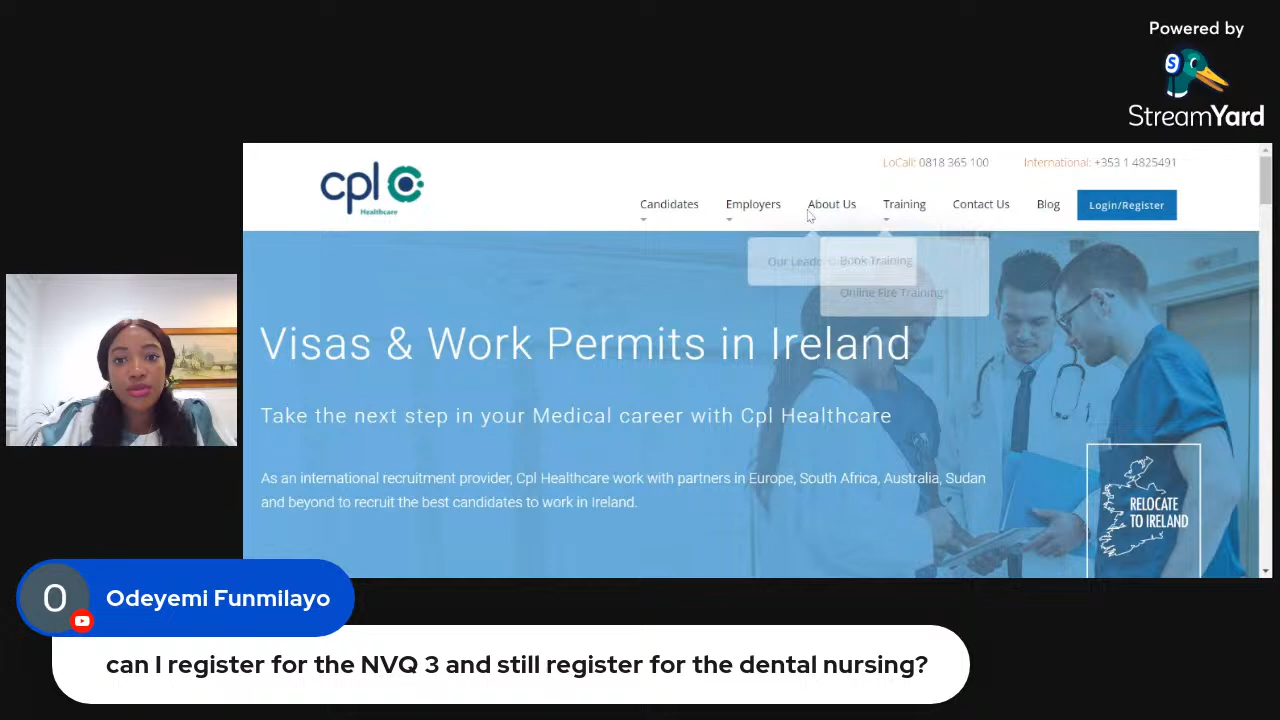 Powered by
S
StreamYard
cpl
Healthcare
LoCall: 0818 365 100
International: +353 1 4825491
Candidates
Employers
About Us
Training
Contact Us
Blog
Login/Register
Our Leade
Book Training
Online Fire Training
Visas & Work Permits in Ireland
Take the next step in your Medical career with Cpl Healthcare
As an international recruitment provider, Cpl Healthcare work with partners in Europe, South Africa, Australia, Sudan
and beyond to recruit the best candidates to work in Ireland.
RELOCATE
TO IRELAND
O
Odeyemi Funmilayo
can I register for the NVQ 3 and still register for the dental nursing?